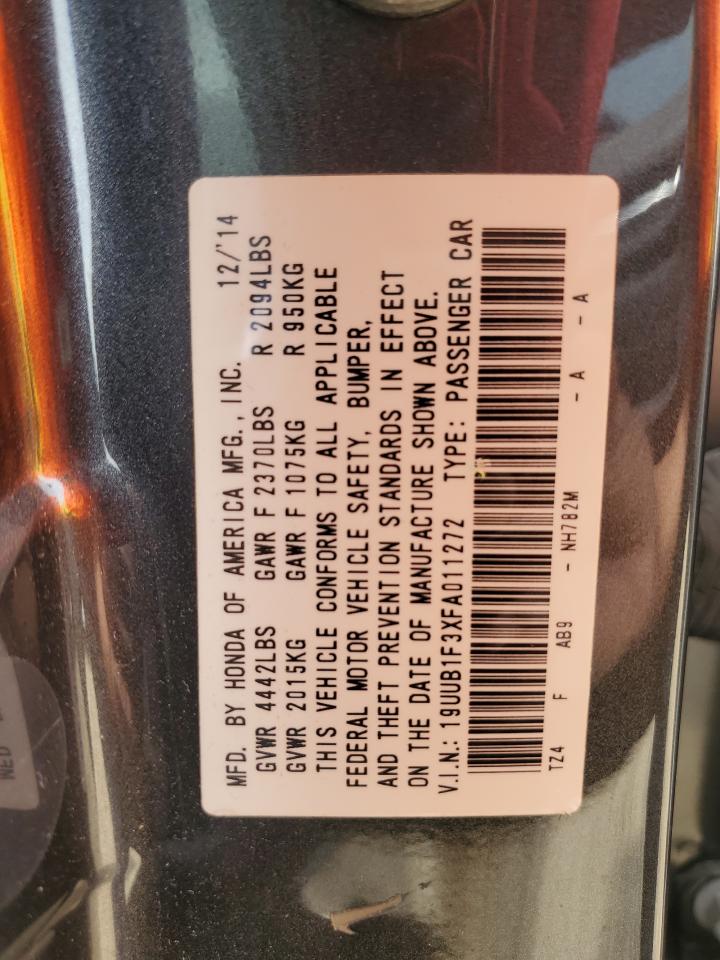 MFD. BY HONDA OF AMERICA MFG., INC. 12/'14
GVWR 4442LBS GAWR F 2370LBS R 2094LBS
GVWR 2015KG GAWR F 1075KG R 950KG
THIS VEHICLE CONFORMS TO ALL APPLICABLE
FEDERAL MOTOR VEHICLE SAFETY, BUMPER,
AND THEFT PREVENTION STANDARDS IN EFFECT
ON THE DATE OF MANUFACTURE SHOWN ABOVE.
V.I.N.: 19UUB1F3XFA011272 TYPE: PASSENGER CAR
TZ4 F AB9 - NH782M - A - A